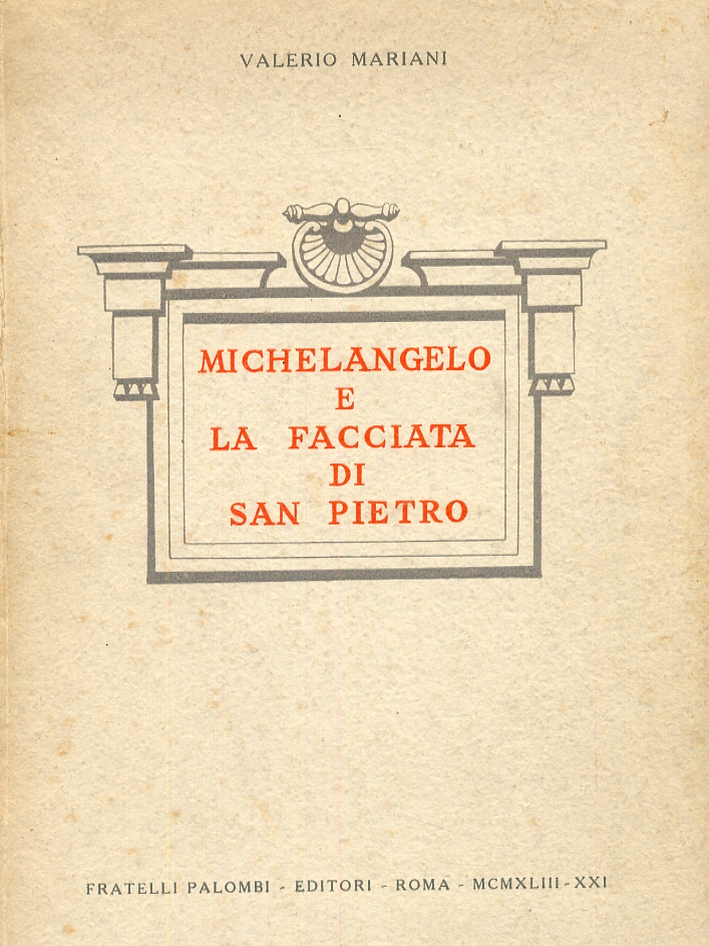 VALERIO MARIANI
MICHELANGELO
E
LA FACCIATA
DI
SAN PIETRO
FRATELLI PALOMBI - EDITORI - ROMA - MCMXLIII - XXI